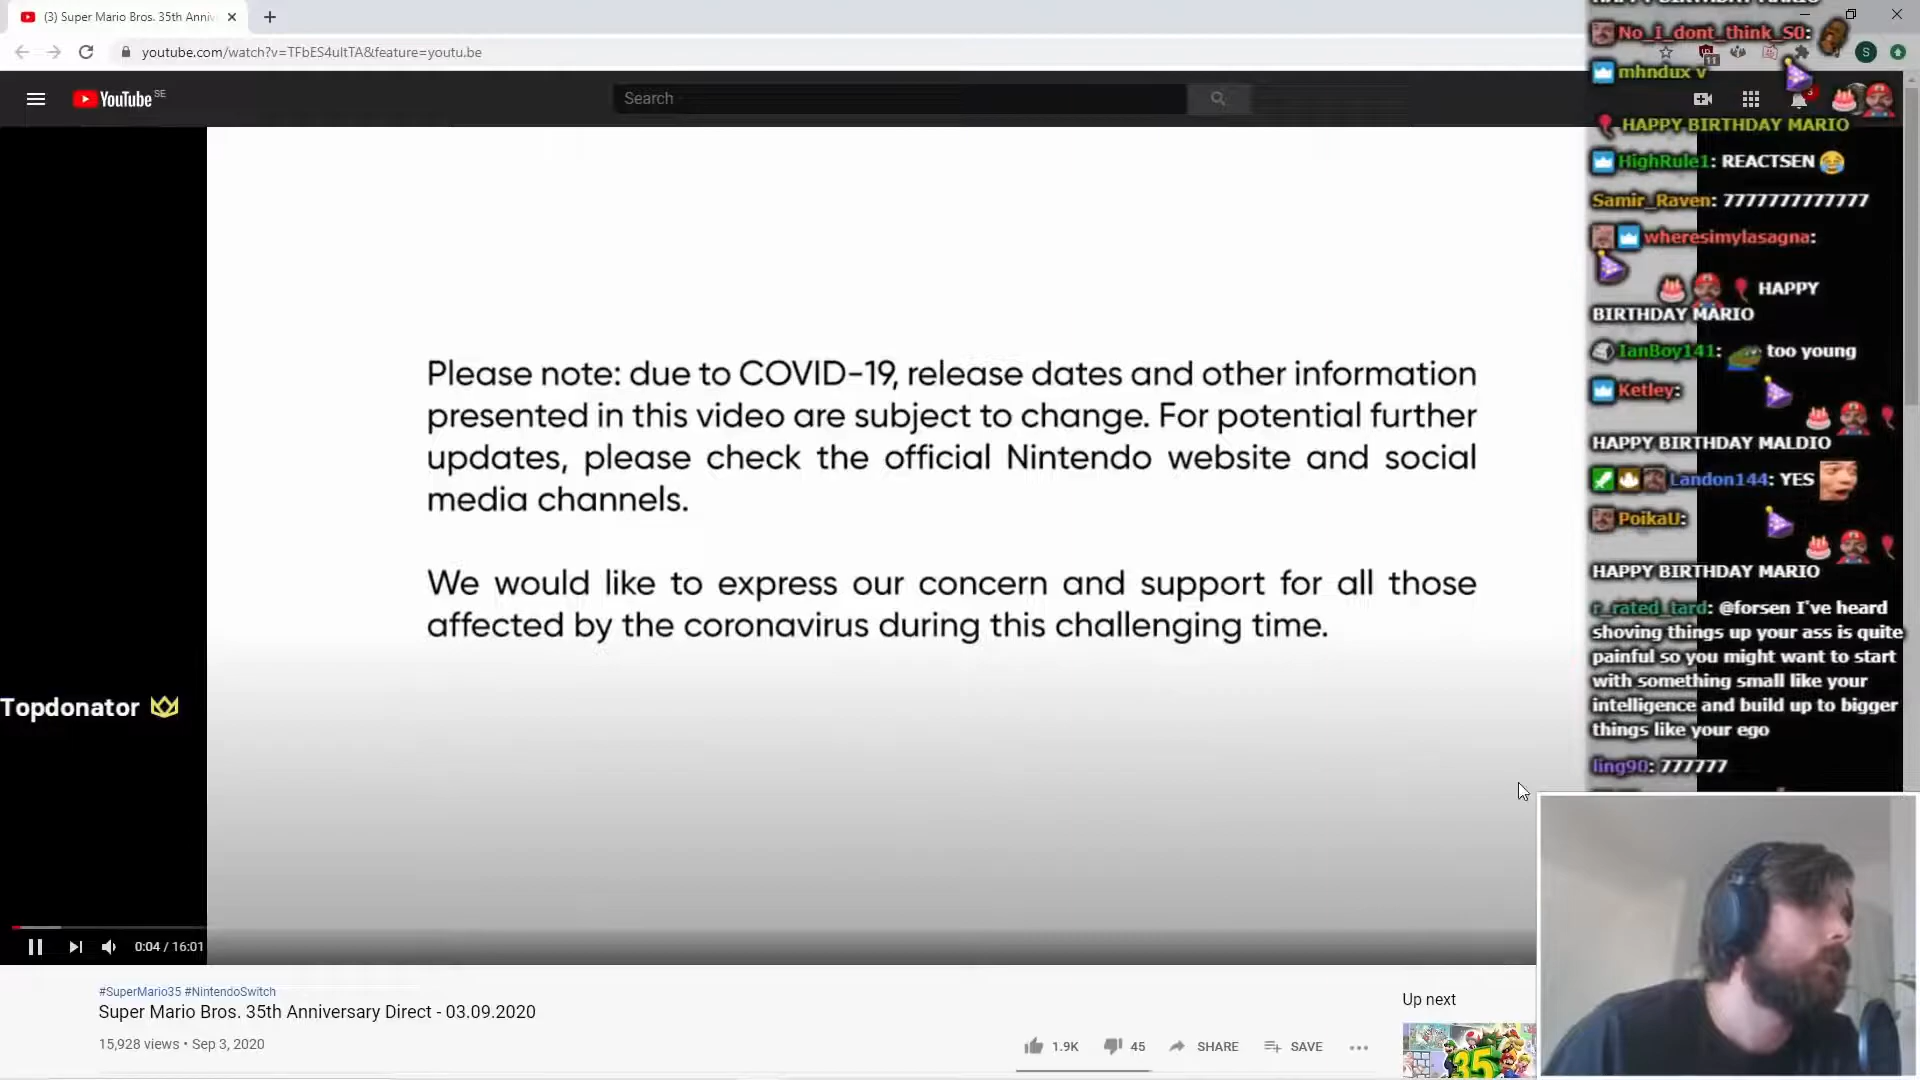 (3) Super Mario Bros. 35th Anniv
youtube.com/watch?v=TFbES4ultTA&feature=youtu.be
YouTube SE
Search
Please note: due to COVID-19, release dates and other information
presented in this video are subject to change. For potential further
updates, please check the official Nintendo website and social
media channels.
We would like to express our concern and support for all those
affected by the coronavirus during this challenging time.
Topdonator
0:04 / 16:01
#SuperMario35 #NintendoSwitch
Super Mario Bros. 35th Anniversary Direct - 03.09.2020
15,928 views • Sep 3, 2020
1.9K
45
SHARE
SAVE
Up next
35
HAPPY BIRTHDAY MARIO
No_I_dont_think_SO:
11
S
mhndux v
3
HAPPY BIRTHDAY MARIO
HighRule1: REACTSEN
Samir_Raven: 7777777777777
wheresimylasagna:
HAPPY
BIRTHDAY MARIO
IanBoy141: too young
Ketley:
HAPPY BIRTHDAY MALDIO
Landon144: YES
PoikaU:
HAPPY BIRTHDAY MARIO
r_rated_tard: @forsen I've heard
shoving things up your ass is quite
painful so you might want to start
with something small like your
intelligence and build up to bigger
things like your ego
ling90: 777777